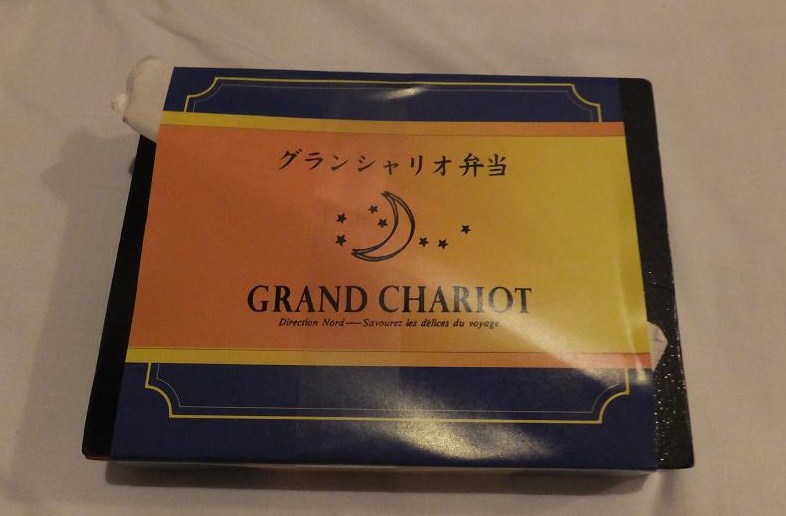 グランシャリオ弁当
GRAND CHARIOT
Direction Nord — Savourez les délices du voyage